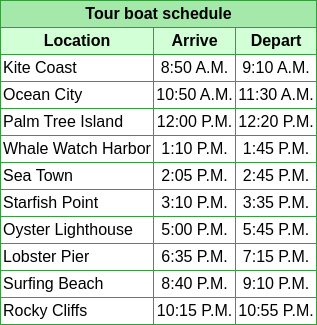 Tour boat schedule
Location Arrive Depart
Kite Coast 8:50 A.M. 9:10 A.M.
Ocean City 10:50 A.M. 11:30 A.M.
Palm Tree Island 12:00 P.M. 12:20 P.M.
Whale Watch Harbor 1:10 P.M. 1:45 P.M.
Sea Town 2:05 P.M. 2:45 P.M.
Starfish Point 3:10 P.M. 3:35 P.M.
Oyster Lighthouse 5:00 P.M. 5:45 P.M.
Lobster Pier 6:35 P.M. 7:15 P.M.
Surfing Beach 8:40 P.M. 9:10 P.M.
Rocky Cliffs 10:15 P.M. 10:55 P.M.